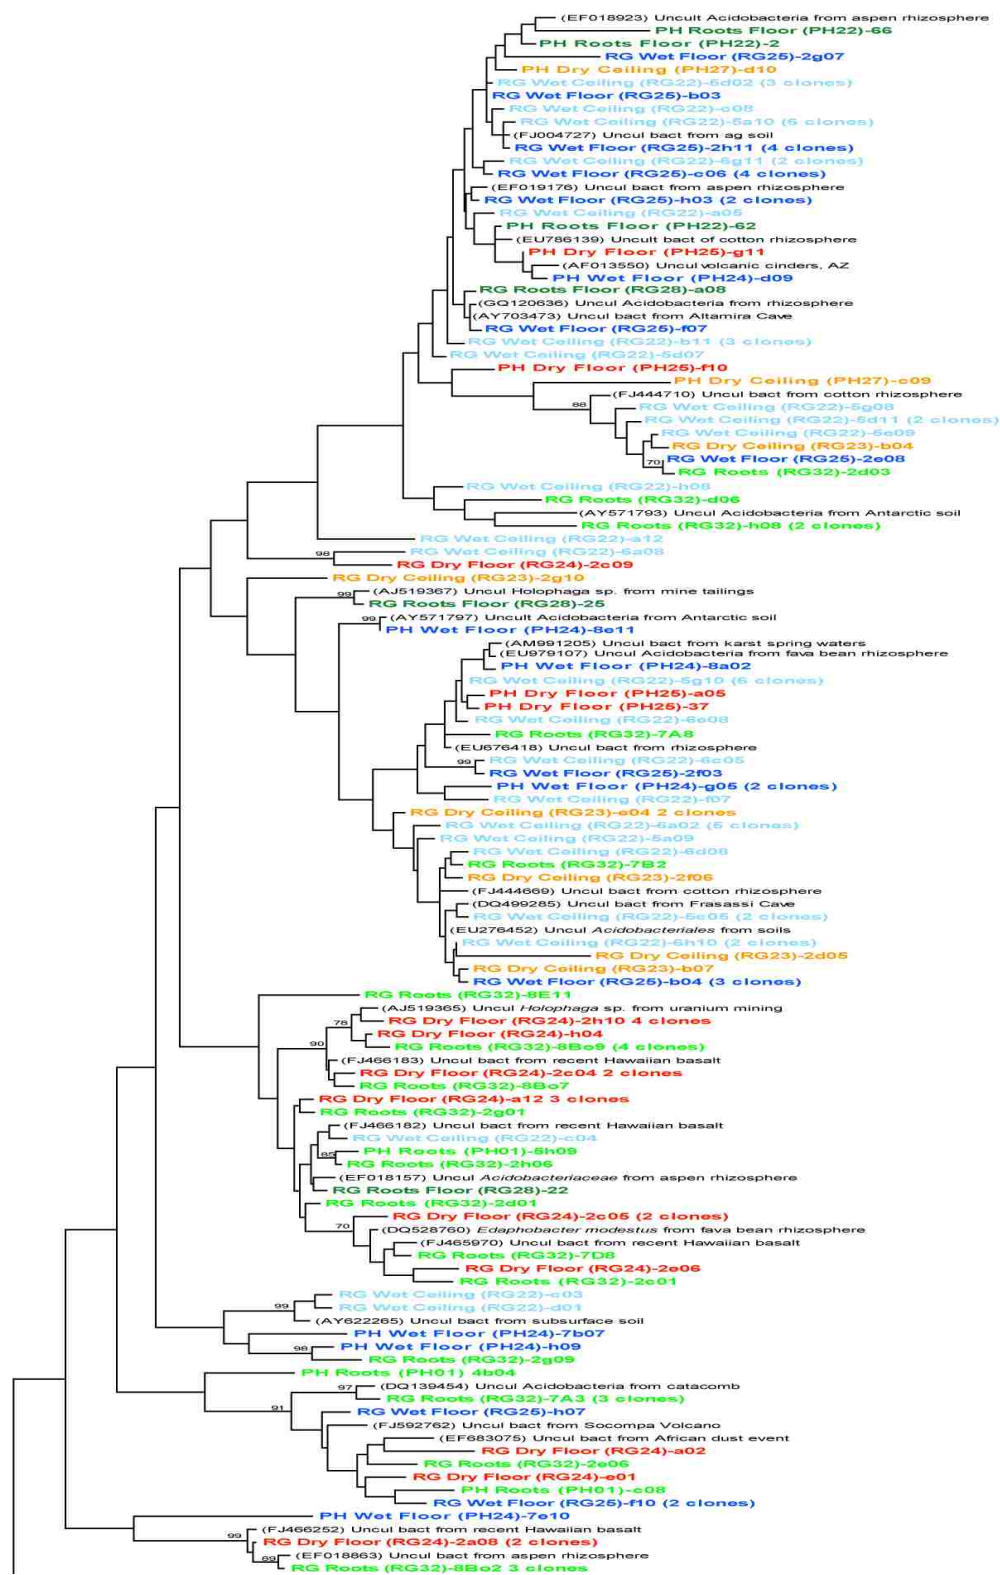 (EF018923) Uncult Acidobacteria from aspen rhizosphere
PH Roots Floor (PH22)-66
PH Roots Floor (PH22)-2
RG Wet Floor (RG25)-2g07
PH Dry Ceiling (PH27)-d10
RG Wet Ceiling (RG22)-5d02 (3 clones)
RG Wet Floor (RG25)-b03
RG Wet Ceiling (RG22)-c08
RG Wet Ceiling (RG22)-5a10 (6 clones)
(FJ004727) Uncul bact from ag soil
RG Wet Floor (RG25)-2h11 (4 clones)
RG Wet Ceiling (RG22)-6g11 (2 clones)
RG Wet Floor (RG25)-c06 (4 clones)
(EF019176) Uncul bact from aspen rhizosphere
RG Wet Floor (RG25)-h03 (2 clones)
RG Wet Ceiling (RG22)-a05
PH Roots Floor (PH22)-62
(EU786139) Uncult bact of cotton rhizosphere
PH Dry Floor (PH25)-g11
(AF013550) Uncul volcanic cinders, AZ
PH Wet Floor (PH24)-d09
RG Roots Floor (RG28)-a08
(GQ120636) Uncul Acidobacteria from rhizosphere
(AY703473) Uncul bact from Altamira Cave
RG Wet Floor (RG25)-f07
RG Wet Ceiling (RG22)-b11 (3 clones)
RG Wet Ceiling (RG22)-5d07
PH Dry Floor (PH25)-f10
PH Dry Ceiling (PH27)-c09
(FJ444710) Uncul bact from cotton rhizosphere
88
RG Wet Ceiling (RG22)-5g08
RG Wet Ceiling (RG22)-5d11 (2 clones)
RG Wet Ceiling (RG22)-5e09
RG Dry Ceiling (RG23)-b04
RG Wet Floor (RG25)-2e08
70
RG Roots (RG32)-2d03
RG Wet Ceiling (RG22)-h08
RG Roots (RG32)-d06
(AY571793) Uncul Acidobacteria from Antarctic soil
RG Roots (RG32)-h08 (2 clones)
RG Wet Ceiling (RG22)-a12
98
RG Wet Ceiling (RG22)-6a08
RG Dry Floor (RG24)-2c09
RG Dry Ceiling (RG23)-2g10
99
(AJ519367) Uncul Holophaga sp. from mine tailings
RG Roots Floor (RG28)-25
99
(AY571797) Uncult Acidobacteria from Antarctic soil
PH Wet Floor (PH24)-8e11
(AM991205) Uncul bact from karst spring waters
(EU979107) Uncul Acidobacteria from fava bean rhizosphere
PH Wet Floor (PH24)-8a02
RG Wet Ceiling (RG22)-5g10 (6 clones)
PH Dry Floor (PH25)-a05
PH Dry Floor (PH25)-37
RG Wet Ceiling (RG22)-6e08
RG Roots (RG32)-7A8
(EU676418) Uncul bact from rhizosphere
99
RG Wet Ceiling (RG22)-6c05
RG Wet Floor (RG25)-2f03
PH Wet Floor (PH24)-g05 (2 clones)
RG Wet Ceiling (RG22)-f07
RG Dry Ceiling (RG23)-e04 2 clones
RG Wet Ceiling (RG22)-6a02 (5 clones)
RG Wet Ceiling (RG22)-5a09
RG Wet Ceiling (RG22)-6d08
RG Roots (RG32)-7B2
RG Dry Ceiling (RG23)-2f06
(FJ444669) Uncul bact from cotton rhizosphere
(DQ499285) Uncul bact from Frasassi Cave
RG Wet Ceiling (RG22)-5c05 (2 clones)
(EU276452) Uncul Acidobacteriales from soils
RG Wet Ceiling (RG22)-6h10 (2 clones)
RG Dry Ceiling (RG23)-2d05
RG Dry Ceiling (RG23)-b07
RG Wet Floor (RG25)-b04 (3 clones)
RG Roots (RG32)-8E11
(AJ519365) Uncul Holophaga sp. from uranium mining
78
RG Dry Floor (RG24)-2h10 4 clones
RG Dry Floor (RG24)-h04
90
RG Roots (RG32)-8Bo9 (4 clones)
(FJ466183) Uncul bact from recent Hawaiian basalt
RG Dry Floor (RG24)-2c04 2 clones
RG Roots (RG32)-8Bo7
RG Dry Floor (RG24)-a12 3 clones
RG Roots (RG32)-2g01
(FJ466182) Uncul bact from recent Hawaiian basalt
RG Wet Ceiling (RG22)-c04
85
PH Roots (PH01)-5h09
RG Roots (RG32)-2h06
(EF018157) Uncul Acidobacteriaceae from aspen rhizosphere
RG Roots Floor (RG28)-22
RG Roots (RG32)-2d01
RG Dry Floor (RG24)-2c05 (2 clones)
70
(DQ528760) Edaphobacter modestus from fava bean rhizosphere
(FJ465970) Uncul bact from recent Hawaiian basalt
RG Roots (RG32)-7D8
RG Dry Floor (RG24)-2e06
RG Roots (RG32)-2c01
RG Wet Ceiling (RG22)-c03
99
RG Wet Ceiling (RG22)-d01
(AY622265) Uncul bact from subsurface soil
PH Wet Floor (PH24)-7b07
98
PH Wet Floor (PH24)-h09
RG Roots (RG32)-2g09
PH Roots (PH01) 4b04
97
(DQ139454) Uncul Acidobacteria from catacomb
RG Roots (RG32)-7A3 (3 clones)
91
RG Wet Floor (RG25)-h07
(FJ592762) Uncul bact from Socompa Volcano
(EF683075) Uncul bact from African dust event
RG Dry Floor (RG24)-a02
RG Roots (RG32)-2e06
RG Dry Floor (RG24)-e01
PH Roots (PH01)-c08
RG Wet Floor (RG25)-f10 (2 clones)
PH Wet Floor (PH24)-7e10
99
(FJ466252) Uncul bact from recent Hawaiian basalt
RG Dry Floor (RG24)-2a08 (2 clones)
89
(EF018863) Uncul bact from aspen rhizosphere
RG Roots (RG32)-8Bo2 3 clones